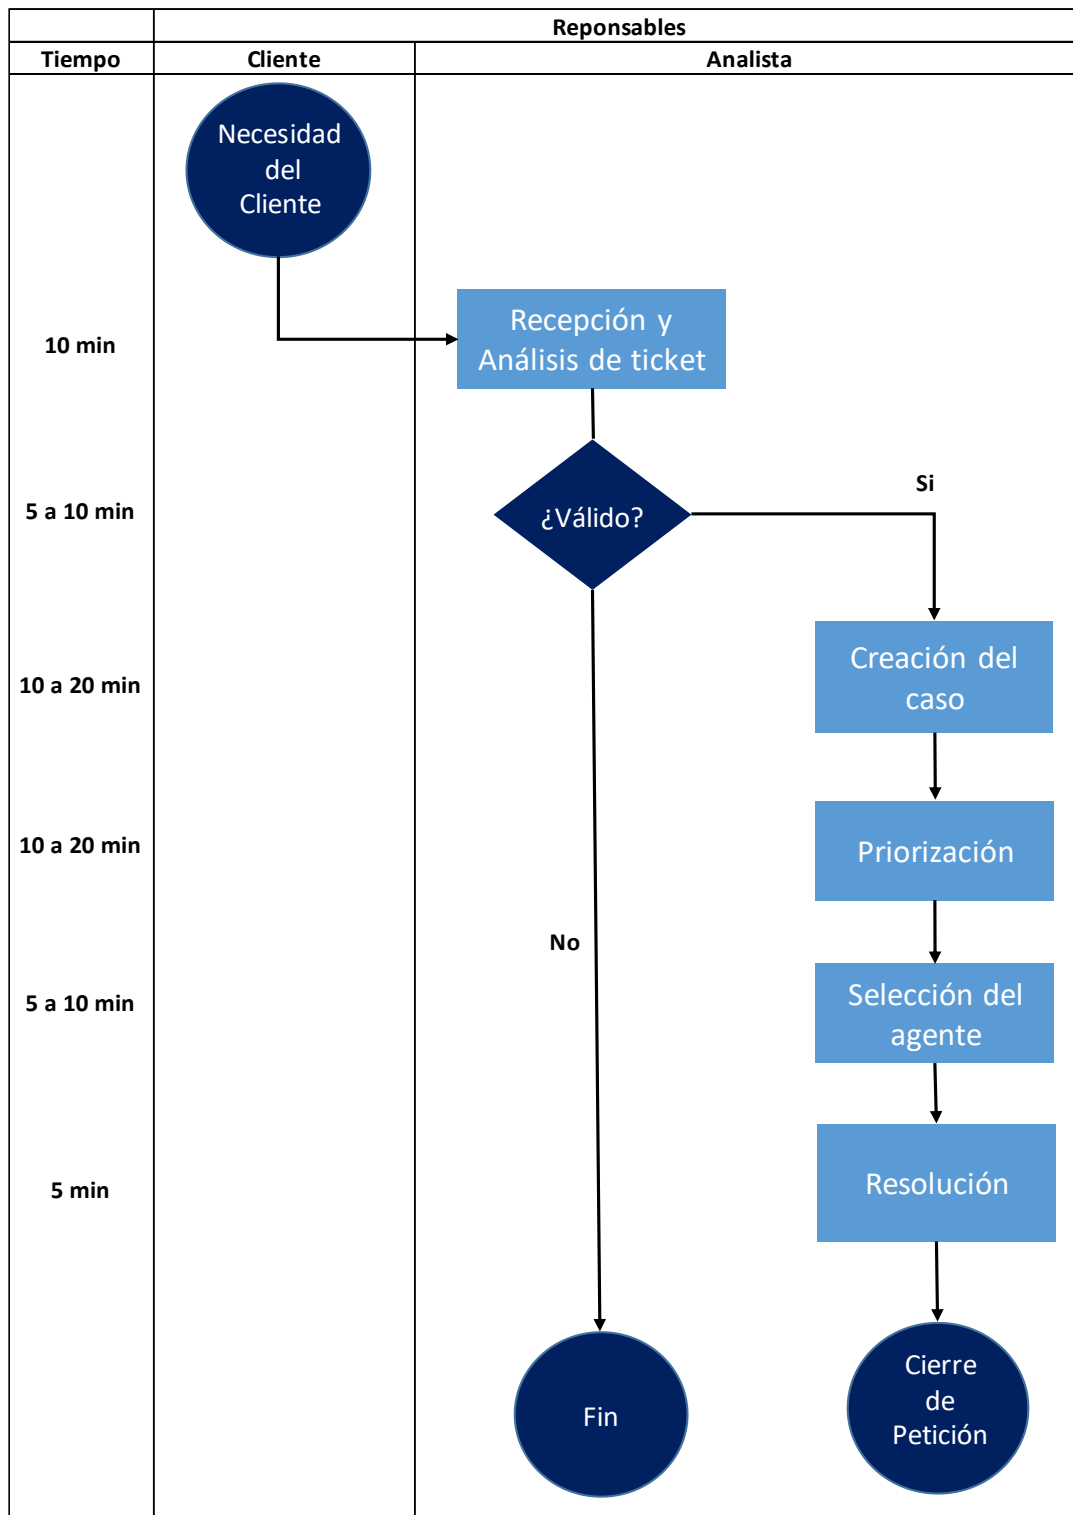 Reponsables
Tiempo
Cliente
Analista
Necesidad
del
Cliente
10 min
Recepción y
Análisis de ticket
5 a 10 min
¿Válido?
Si
10 a 20 min
Creación del
caso
10 a 20 min
Priorización
No
5 a 10 min
Selección del
agente
5 min
Resolución
Fin
Cierre
de
Petición